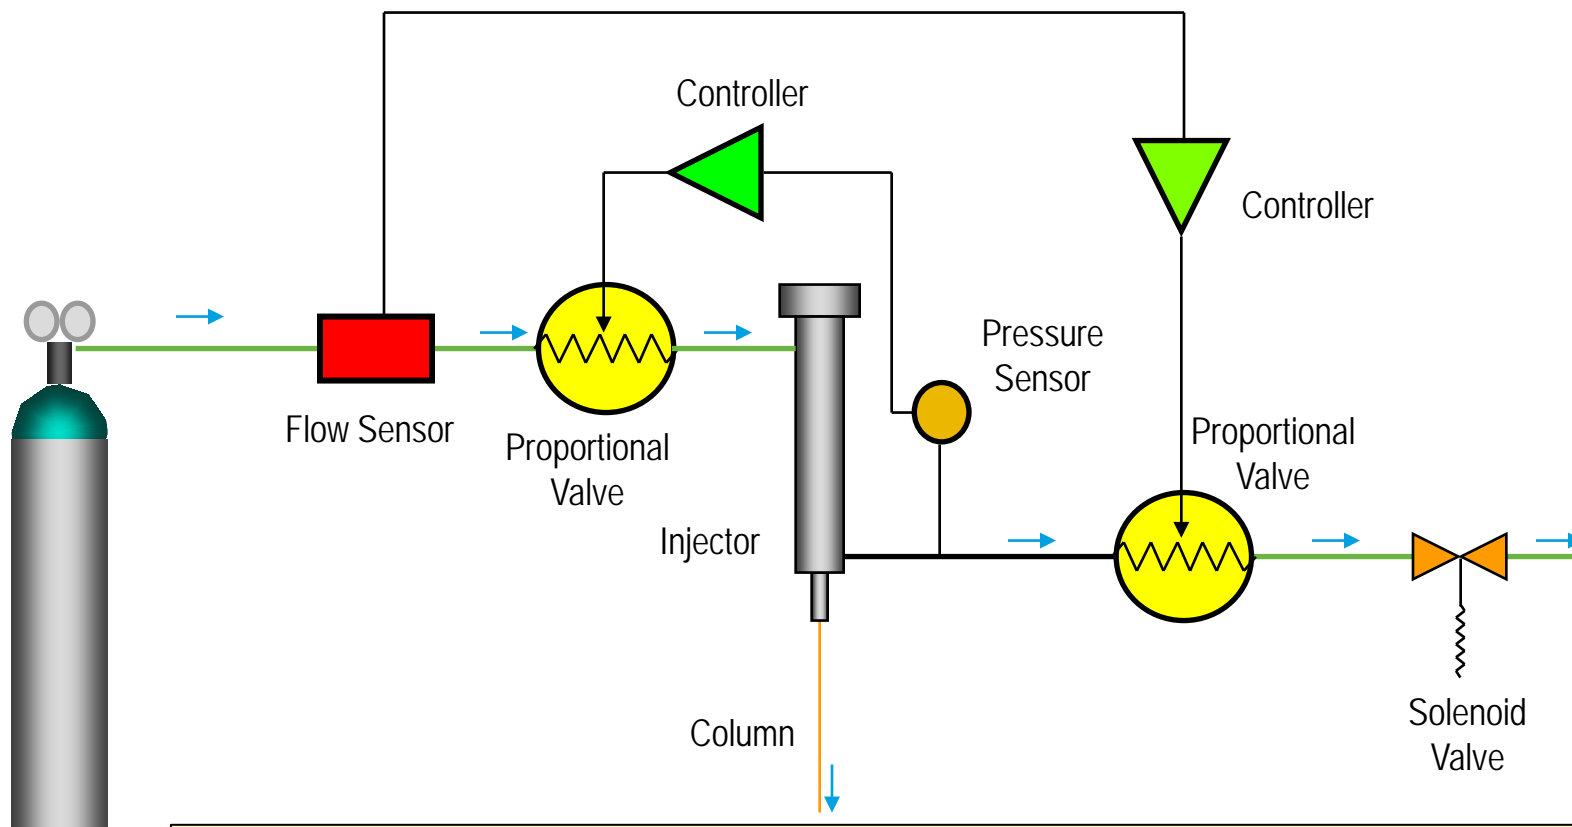 Controller
Controller
Pressure
Sensor
Flow Sensor
Proportional
Valve
Proportional
Valve
Injector
Column
Solenoid
Valve